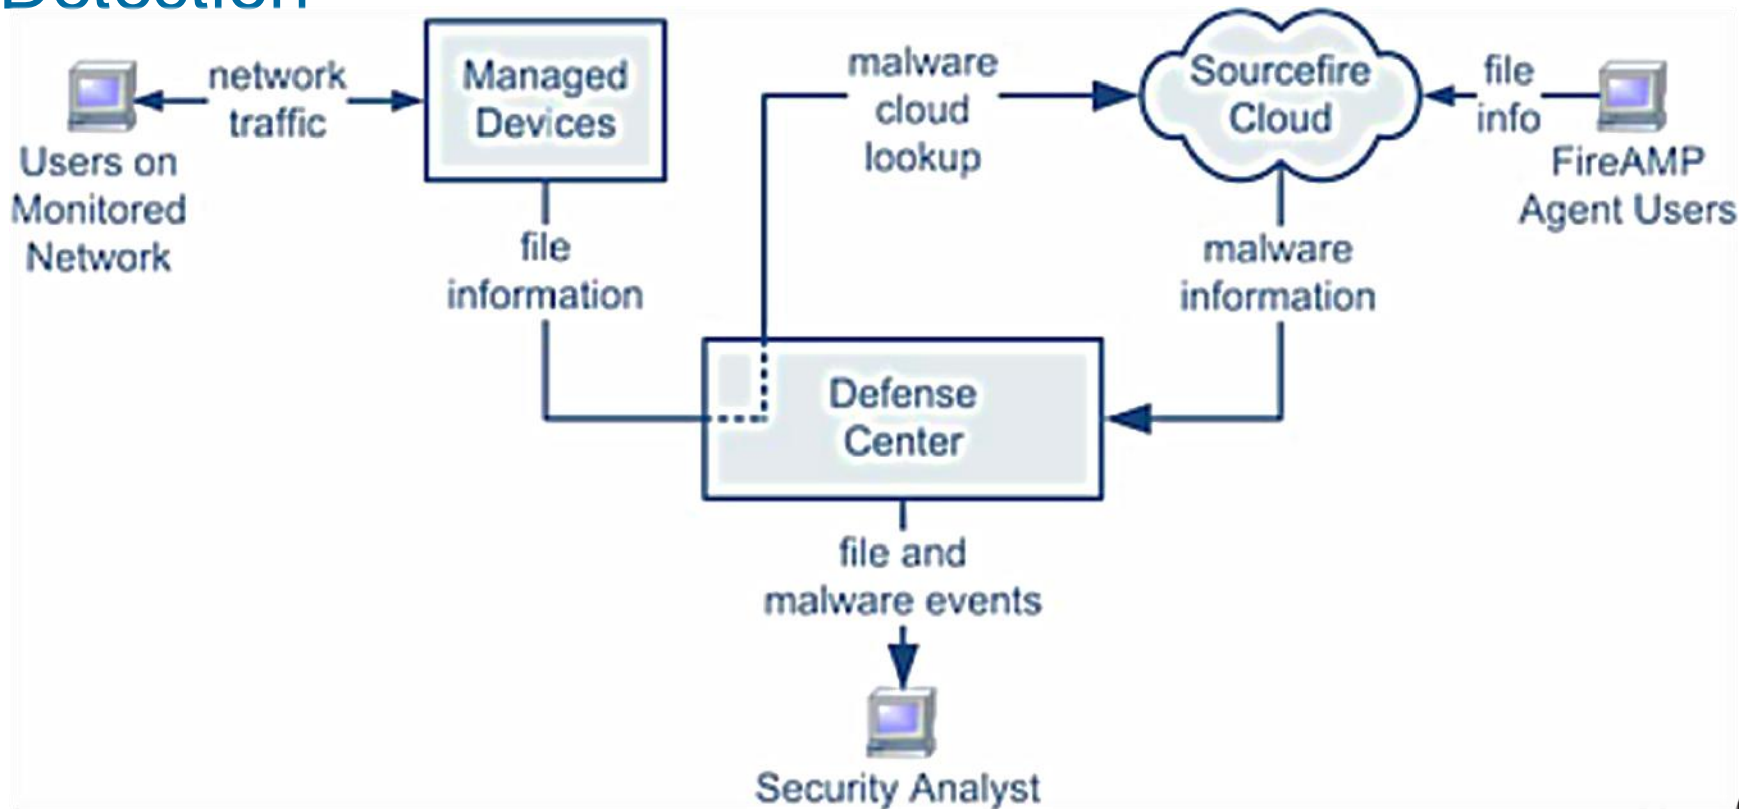 Detection
network
traffic
Managed
Devices
malware
cloud
lookup
Sourcefire
Cloud
file
info
Users on
Monitored
Network
FireAMP
Agent Users
file
information
malware
information
Defense
Center
file and
malware events
Security Analyst